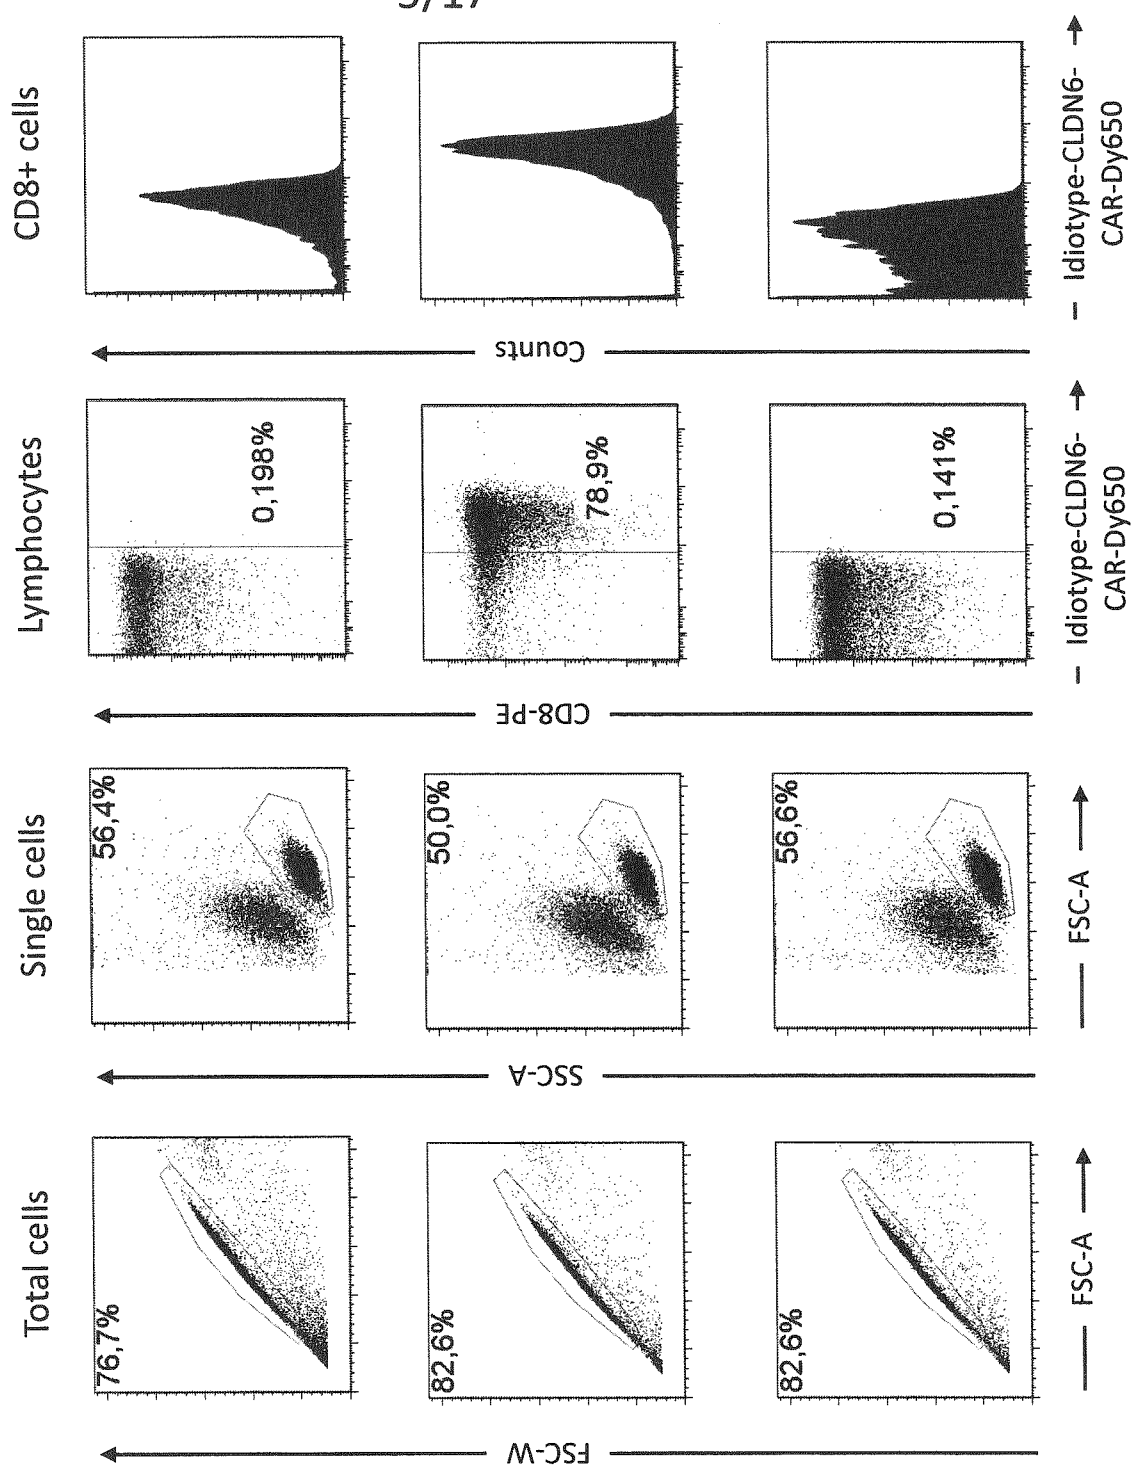 Total cells
Single cells
Lymphocytes
CD8+ cells
76,7%
56,4%
0,198%
82,6%
50,0%
78,9%
82,6%
56,6%
0,141%
FSC-W
SSC-A
CD8-PE
Counts
FSC-A
FSC-A
Idiotype-CLDN6-
CAR-Dy650
Idiotype-CLDN6-
CAR-Dy650